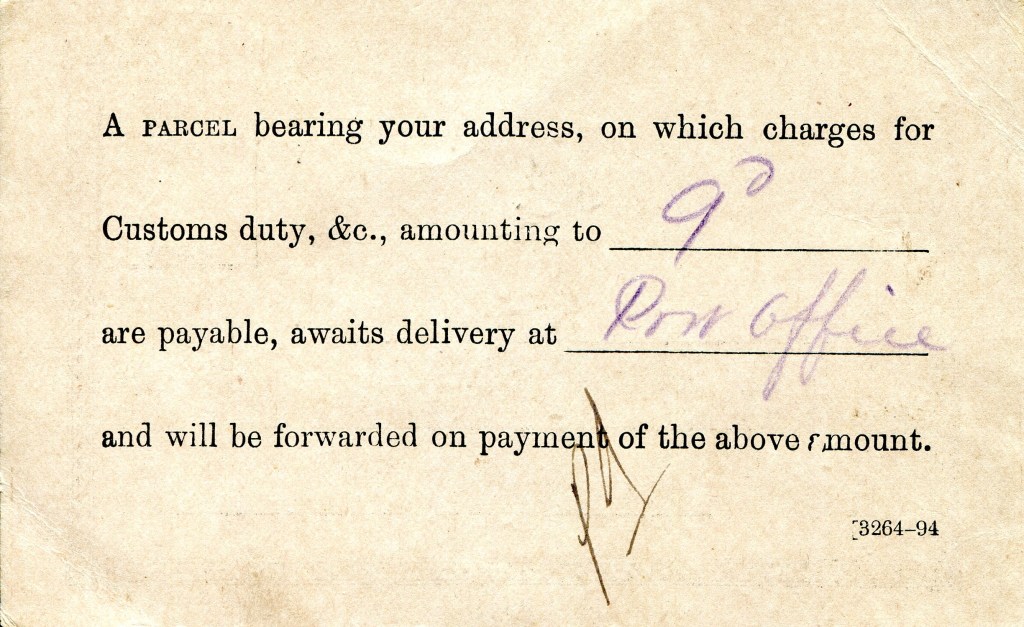 A PARCEL bearing your address, on which charges for
Customs duty, &c., amounting to 9d
are payable, awaits delivery at Post Office
and will be forwarded on payment of the above amount.
[3264–94